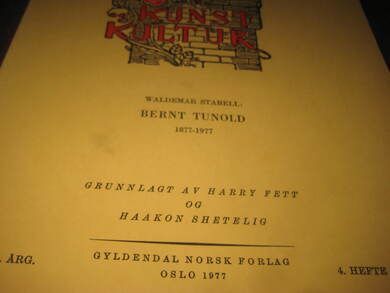 KUNST
KULTUR
WALDEMAR STABELL:
BERNT TUNOLD
1877-1977
GRUNNLAGT AV HARRY FETT
OG
HAAKON SHETELIG
. ÅRG.
GYLDENDAL NORSK FORLAG
OSLO 1977
4. HEFTE